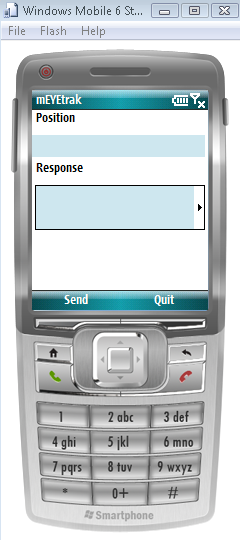 Windows Mobile 6 St...
File Flash Help
mEYEtrak
Position
Response
Send Quit
1 2 abc 3 def
4 ghi 5 jkl 6 mno
7 pqrs 8 tuv 9 wxyz
* 0+ #
Smartphone